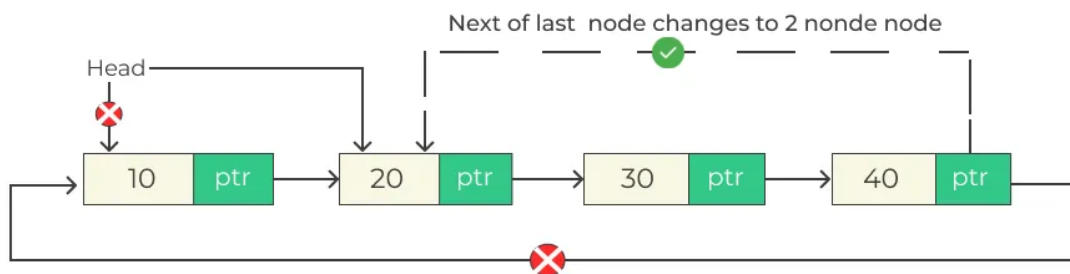 Next of last node changes to 2 nonde node
Head
10 ptr
20 ptr
30 ptr
40 ptr